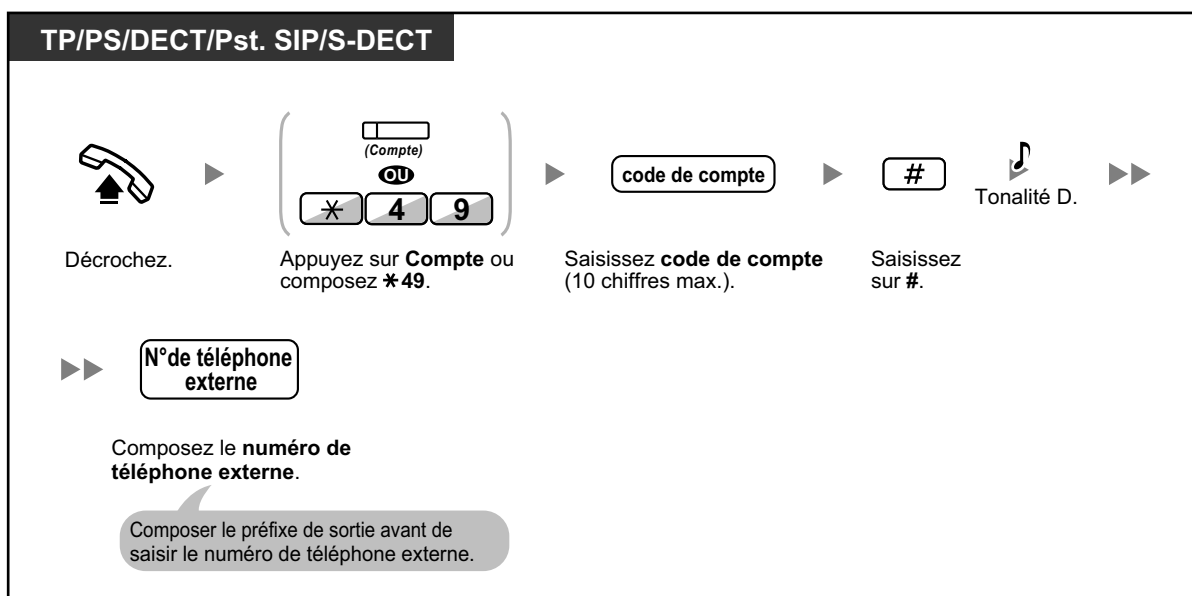 TP/PS/DECT/Pst. SIP/S-DECT
(Compte)
OU
* 4 9
code de compte
#
Tonalité D.
Décrochez.
Appuyez sur Compte ou
composez *49.
Saisissez code de compte
(10 chiffres max.).
Saisissez
sur #.
N°de téléphone
externe
Composez le numéro de
téléphone externe.
Composer le préfixe de sortie avant de
saisir le numéro de téléphone externe.